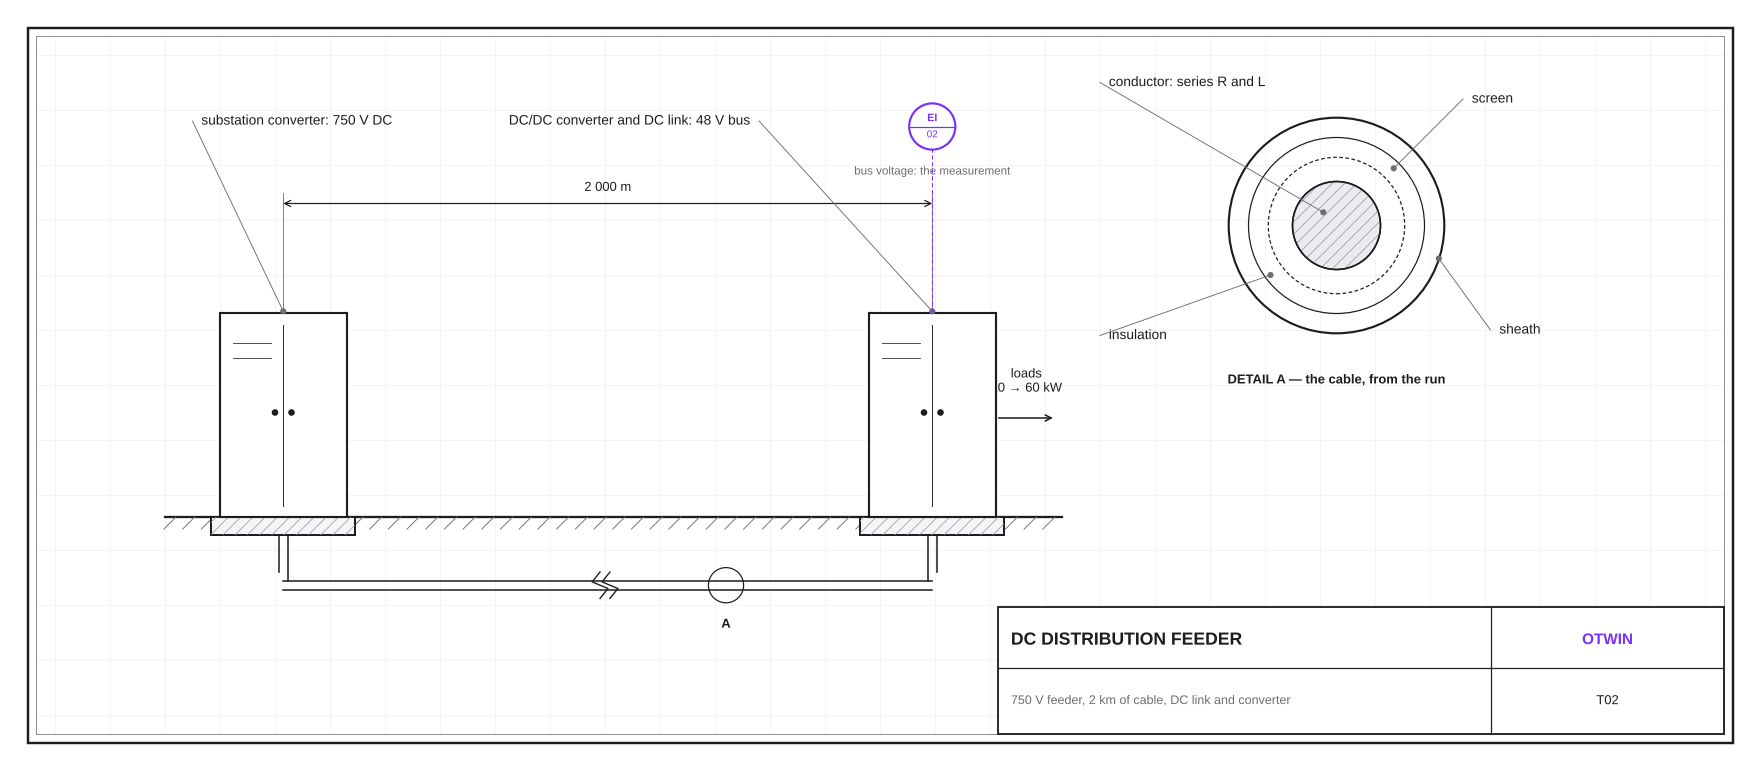 conductor: series R and L
screen
substation converter: 750 V DC
DC/DC converter and DC link: 48 V bus
EI
02
bus voltage: the measurement
2 000 m
insulation
sheath
loads
0 → 60 kW
DETAIL A — the cable, from the run
A
DC DISTRIBUTION FEEDER
OTWIN
750 V feeder, 2 km of cable, DC link and converter
T02